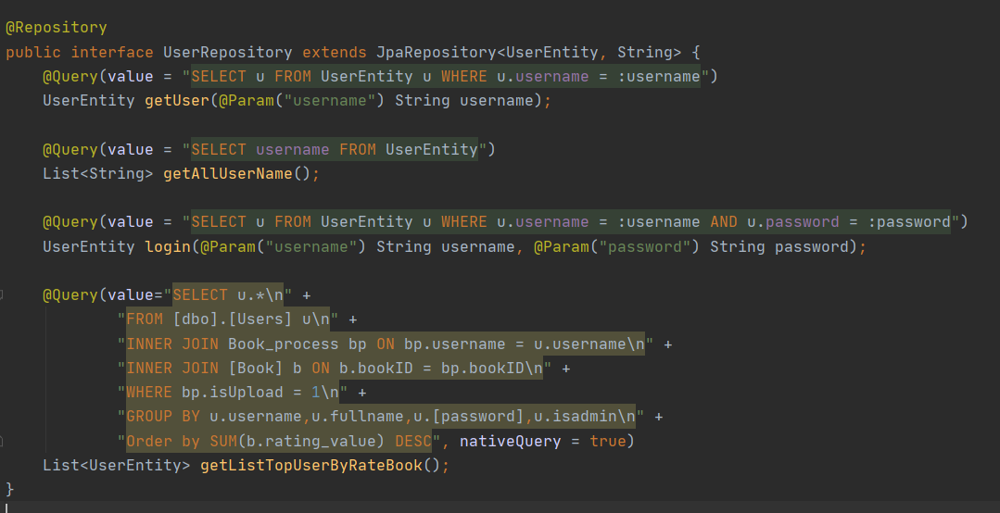 @Repository
public interface UserRepository extends JpaRepository<UserEntity, String> {
    @Query(value = "SELECT u FROM UserEntity u WHERE u.username = :username")
    UserEntity getUser(@Param("username") String username);

    @Query(value = "SELECT username FROM UserEntity")
    List<String> getAllUserName();

    @Query(value = "SELECT u FROM UserEntity u WHERE u.username = :username AND u.password = :password")
    UserEntity login(@Param("username") String username, @Param("password") String password);

    @Query(value="SELECT u.*\n" +
            "FROM [dbo].[Users] u\n" +
            "INNER JOIN Book_process bp ON bp.username = u.username\n" +
            "INNER JOIN [Book] b ON b.bookID = bp.bookID\n" +
            "WHERE bp.isUpload = 1\n" +
            "GROUP BY u.username,u.fullname,u.[password],u.isadmin\n" +
            "Order by SUM(b.rating_value) DESC", nativeQuery = true)
    List<UserEntity> getListTopUserByRateBook();
}